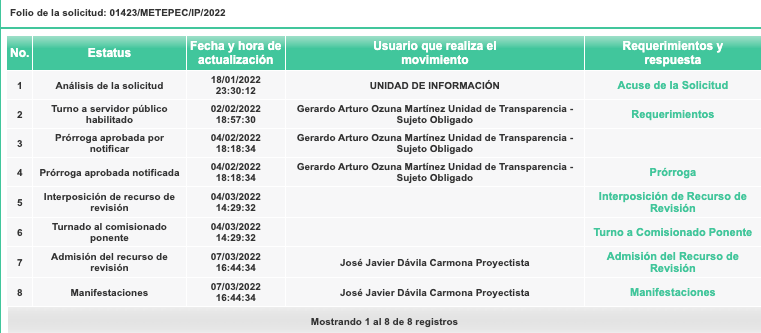 Folio de la solicitud: 01423/METEPEC/IP/2022
No. Estatus Fecha y hora de actualización Usuario que realiza el movimiento Requerimientos y respuesta
1 Análisis de la solicitud 18/01/2022 23:30:12 UNIDAD DE INFORMACIÓN Acuse de la Solicitud
2 Turno a servidor público habilitado 02/02/2022 18:57:30 Gerardo Arturo Ozuna Martínez Unidad de Transparencia - Sujeto Obligado Requerimientos
3 Prórroga aprobada por notificar 04/02/2022 18:18:34 Gerardo Arturo Ozuna Martínez Unidad de Transparencia - Sujeto Obligado
4 Prórroga aprobada notificada 04/02/2022 18:18:34 Gerardo Arturo Ozuna Martínez Unidad de Transparencia - Sujeto Obligado Prórroga
5 Interposición de recurso de revisión 04/03/2022 14:29:32 Interposición de Recurso de Revisión
6 Turnado al comisionado ponente 04/03/2022 14:29:32 Turno a Comisionado Ponente
7 Admisión del recurso de revisión 07/03/2022 16:44:34 José Javier Dávila Carmona Proyectista Admisión del Recurso de Revisión
8 Manifestaciones 07/03/2022 16:44:34 José Javier Dávila Carmona Proyectista Manifestaciones
Mostrando 1 al 8 de 8 registros